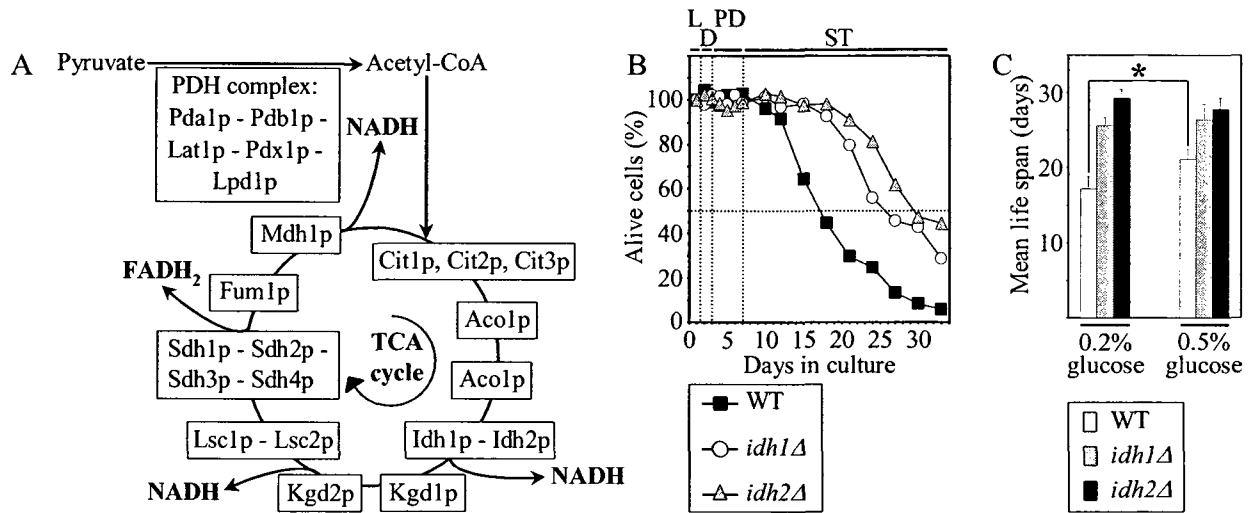 A
Pyruvate
Acetyl-CoA
PDH complex:
Pda1p - Pdb1p -
Lat1p - Pdx1p -
Lpd1p
NADH
Mdh1p
Cit1p, Cit2p, Cit3p
FADH2
Fum1p
Aco1p
Sdh1p - Sdh2p -
Sdh3p - Sdh4p
TCA
cycle
Aco1p
Lsc1p - Lsc2p
Idh1p - Idh2p
NADH
Kgd2p
Kgd1p
NADH
B
L
D
PD
ST
Alive cells (%)
100
80
60
40
20
0
0
5
10
15
20
25
30
Days in culture
WT
idh1Δ
idh2Δ
C
*
Mean life span (days)
30
20
10
0.2%
glucose
0.5%
glucose
WT
idh1Δ
idh2Δ